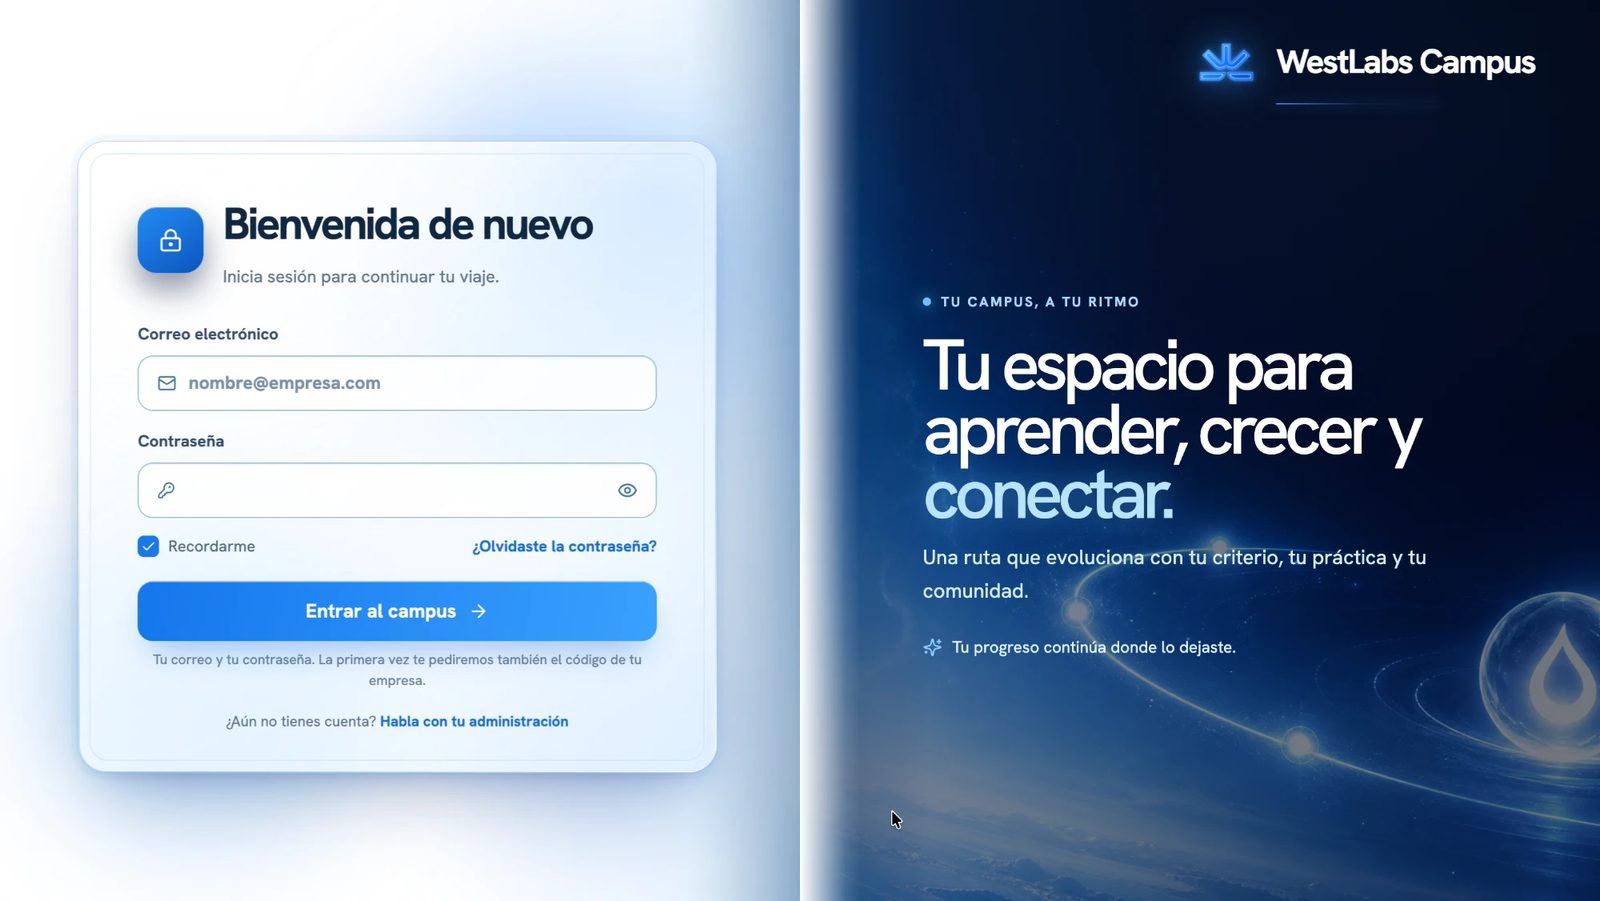 Bienvenida de nuevo
Inicia sesión para continuar tu viaje.
Correo electrónico
nombre@empresa.com
Contraseña
Recordarme
¿Olvidaste la contraseña?
Entrar al campus
Tu correo y tu contraseña. La primera vez te pediremos también el código de tu
empresa.
¿Aún no tienes cuenta? Habla con tu administración
WestLabs Campus
TU CAMPUS, A TU RITMO
Tu espacio para
aprender, crecer y
conectar.
Una ruta que evoluciona con tu criterio, tu práctica y tu
comunidad.
Tu progreso continúa donde lo dejaste.